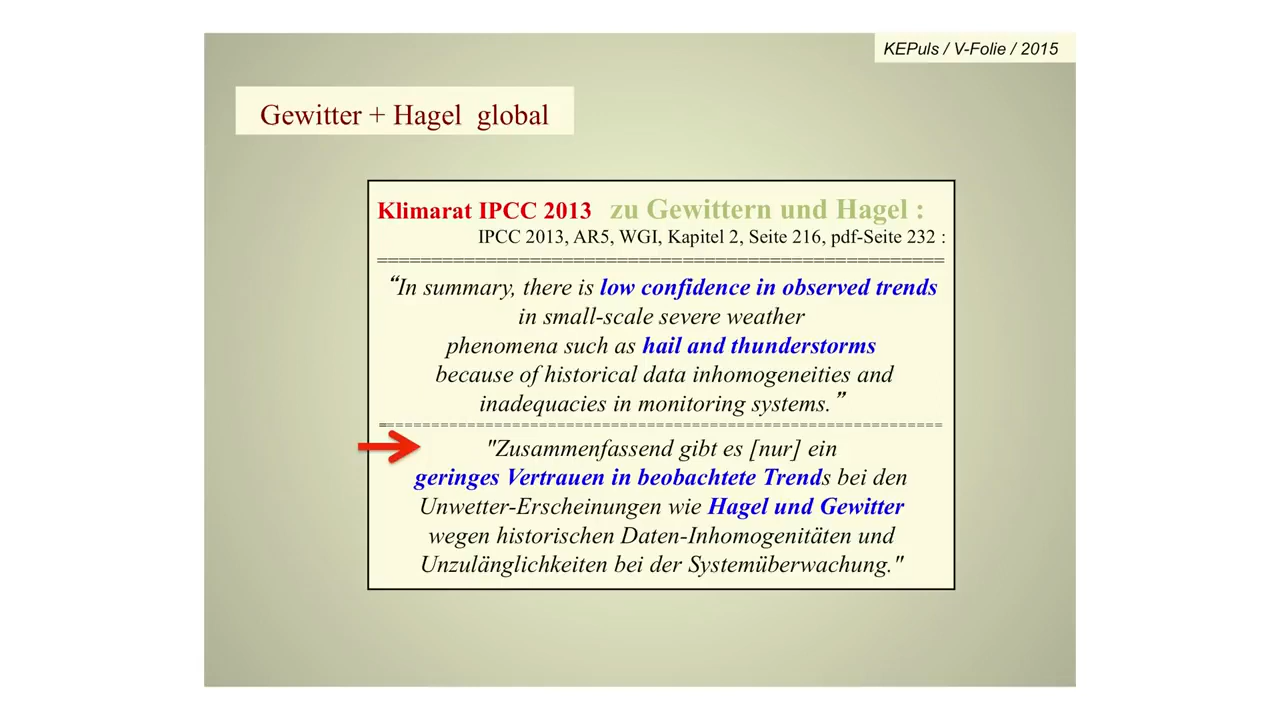 KEPuls / V-Folie / 2015
Gewitter + Hagel global
Klimarat IPCC 2013 zu Gewittern und Hagel :
IPCC 2013, AR5, WGI, Kapitel 2, Seite 216, pdf-Seite 232 :
====================================================
“In summary, there is low confidence in observed trends
in small-scale severe weather
phenomena such as hail and thunderstorms
because of historical data inhomogeneities and
inadequacies in monitoring systems.”
================================================================
"Zusammenfassend gibt es [nur] ein
geringes Vertrauen in beobachtete Trends bei den
Unwetter-Erscheinungen wie Hagel und Gewitter
wegen historischen Daten-Inhomogenitäten und
Unzulänglichkeiten bei der Systemüberwachung."